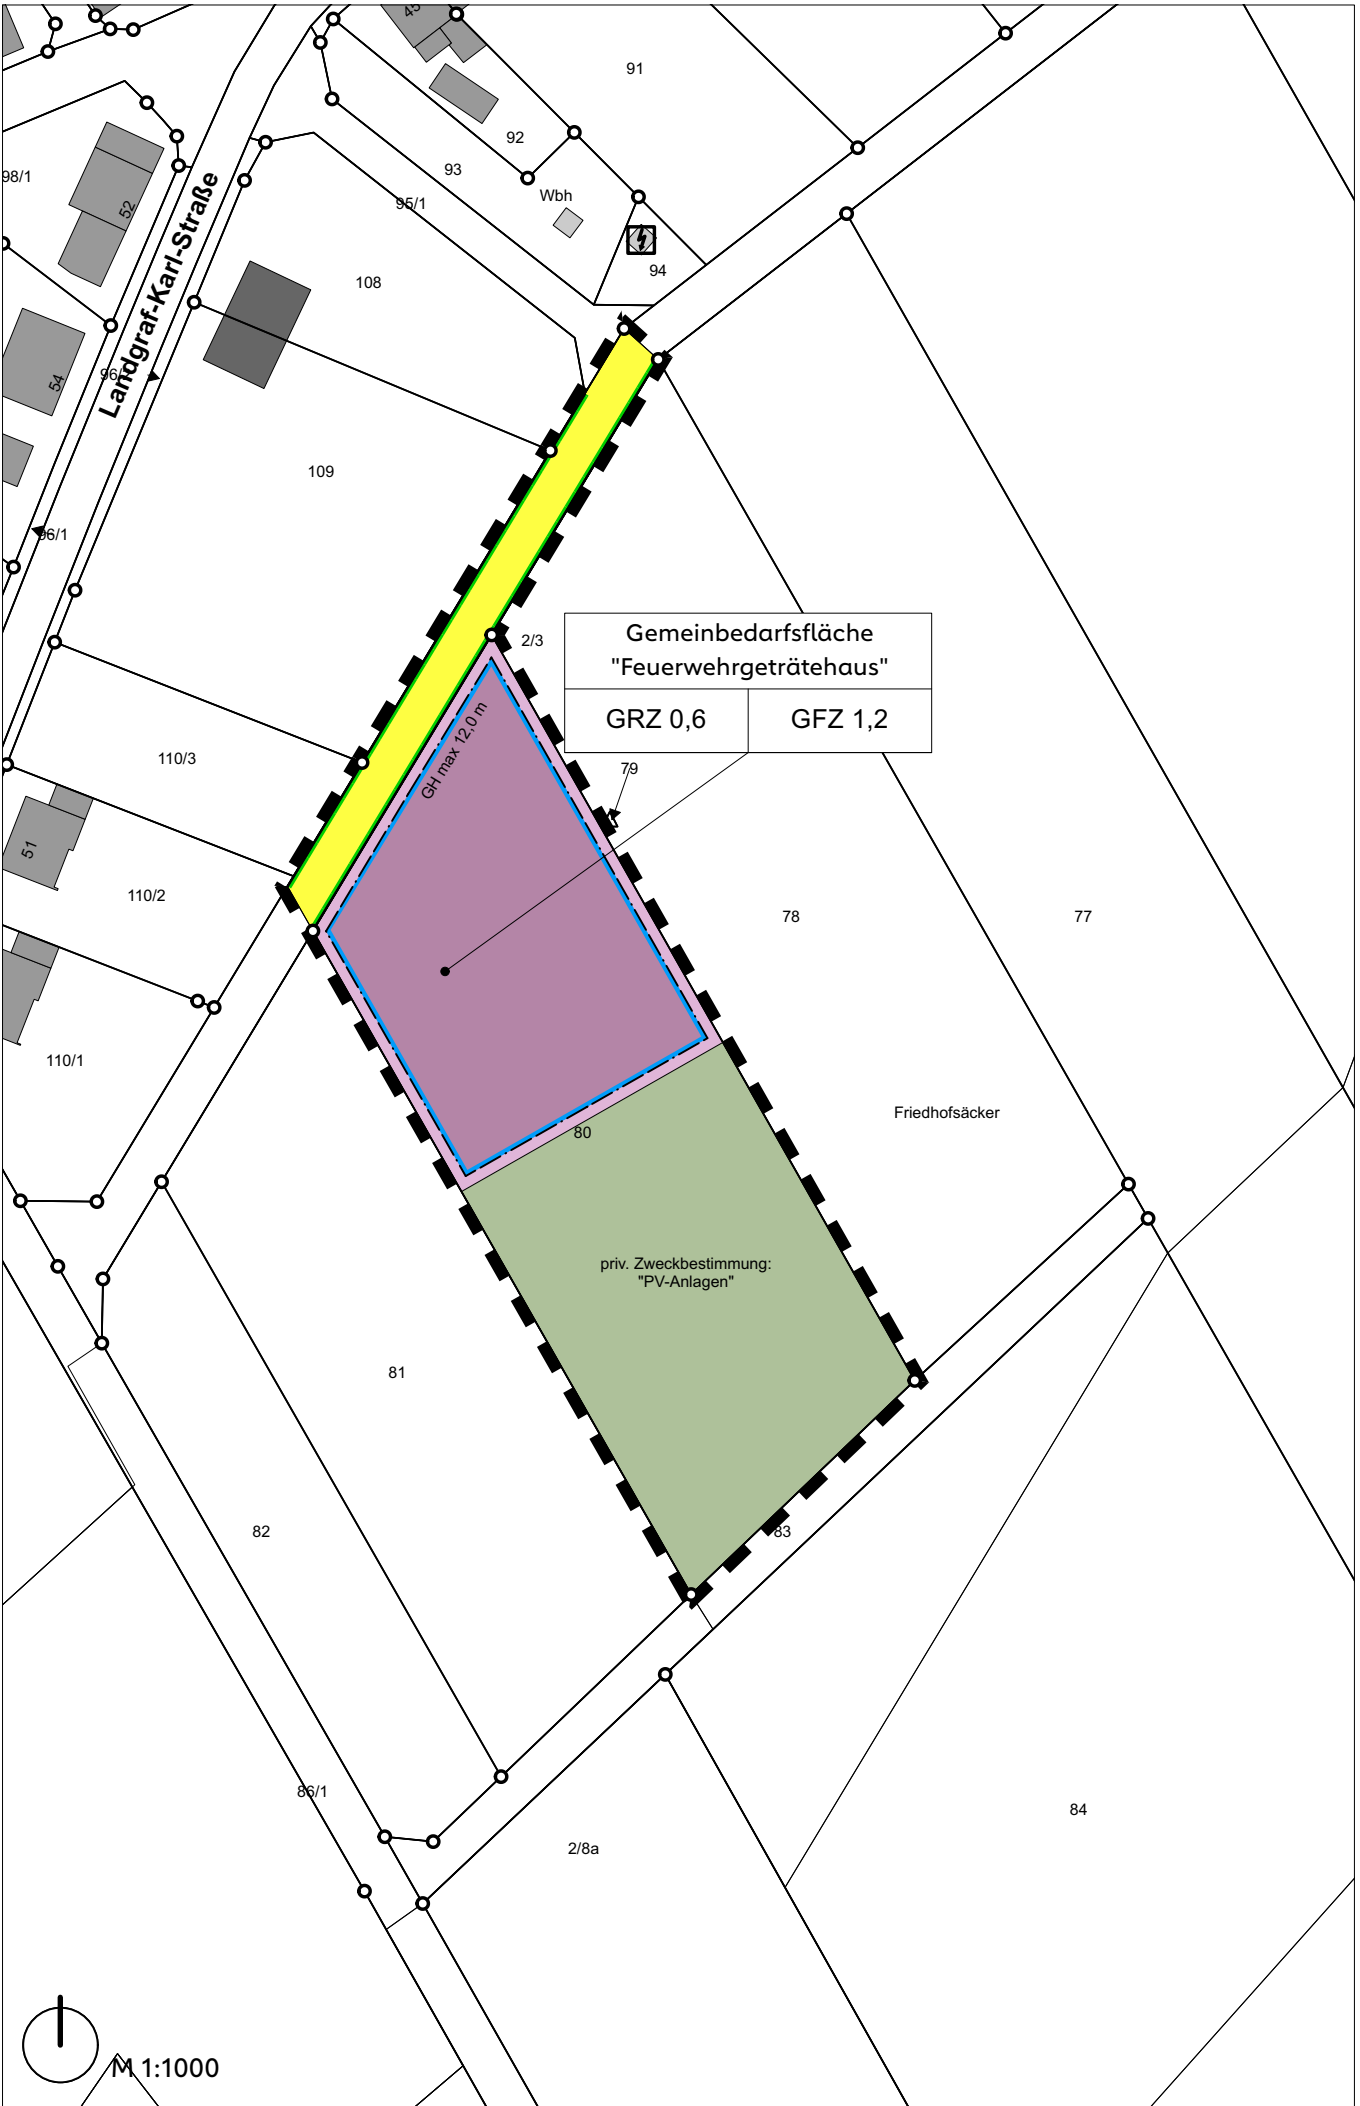 45
91
92
93
98/1
Wbh
52
95/1
Landgraf-Karl-Straße
94
108
54
109
96/1
2/3
Gemeinbedarfsfläche
"Feuerwehrgeträtehaus"
GRZ 0,6 GFZ 1,2
GH max 12,0 m
110/3
79
51
110/2
78
77
110/1
Friedhofsäcker
80
priv. Zweckbestimmung:
"PV-Anlagen"
81
82
83
86/1
84
2/8a
M 1:1000